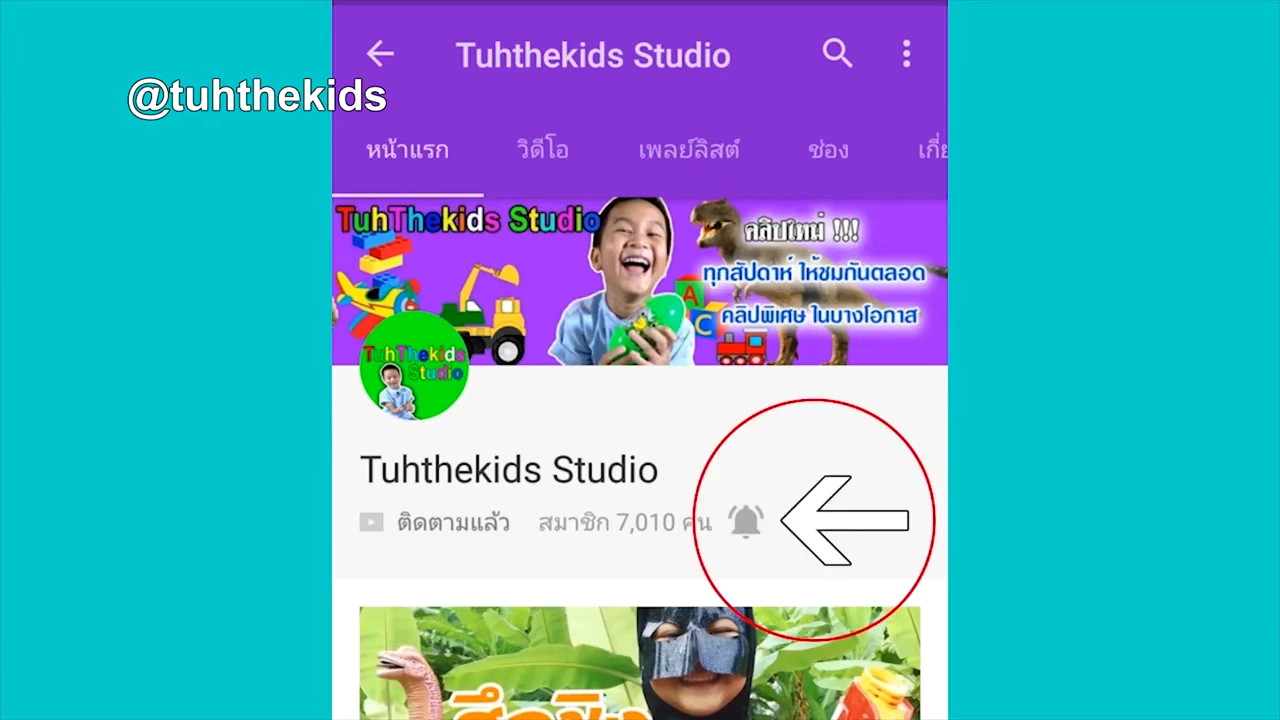 Tuhthekids Studio
@tuhthekids
หน้าแรก วิดีโอ เพลย์ลิสต์ ช่อง
TuhThekids Studio
คลิปใหม่ !!!
ทุกสัปดาห์ ให้ชมกันตลอด
A
C
คลิปพิเศษ ในบางโอกาส
TuhThekids
Studio
Tuhthekids Studio
ติดตามแล้ว สมาชิก 7,010 คน